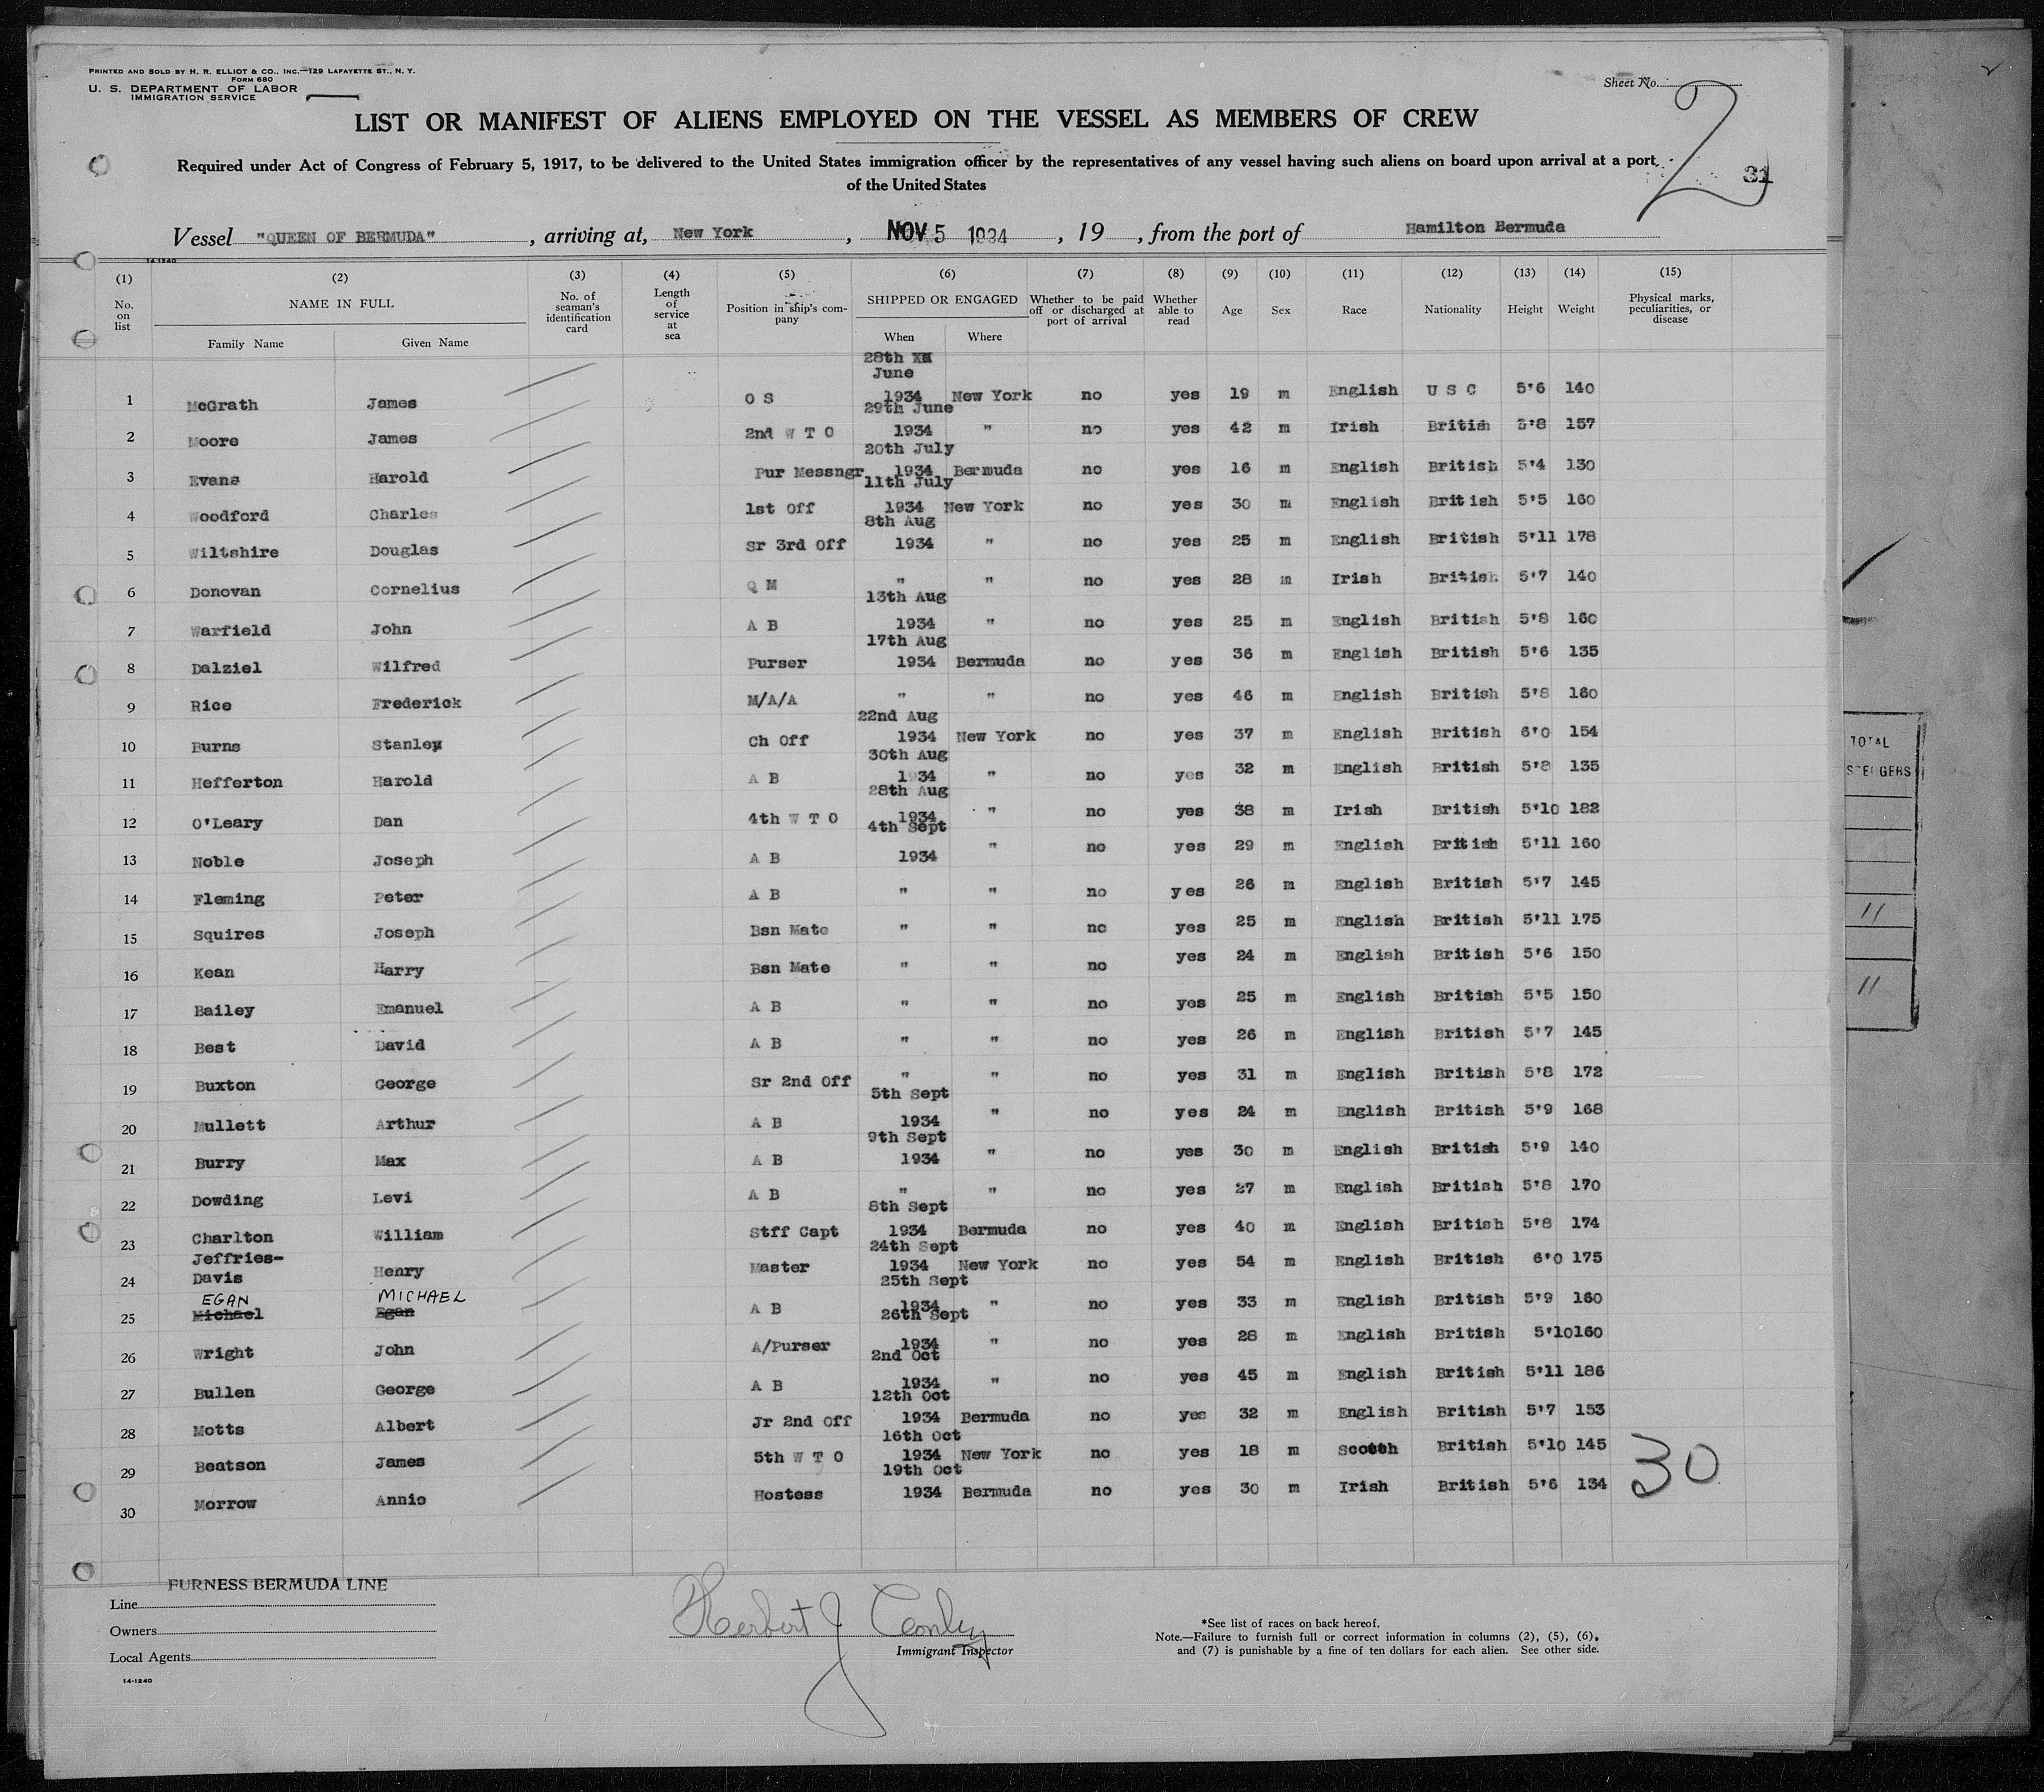 PRINTED AND SOLD BY H. R. ELLIOT & CO., INC.—129 LAFAYETTE ST., N. Y.
FORM 680
U. S. DEPARTMENT OF LABOR
IMMIGRATION SERVICE
Sheet No. 2
31
LIST OR MANIFEST OF ALIENS EMPLOYED ON THE VESSEL AS MEMBERS OF CREW
Required under Act of Congress of February 5, 1917, to be delivered to the United States immigration officer by the representatives of any vessel having such aliens on board upon arrival at a port
of the United States
Vessel "QUEEN OF BERMUDA", arriving at, New York, NOV 5 1934, 19 , from the port of Hamilton Bermuda
14-1240
(1) (2) (3) (4) (5) (6) (7) (8) (9) (10) (11) (12) (13) (14) (15)
No. on list NAME IN FULL Family Name Given Name No. of seaman's identification card Length of service at sea Position in ship's company SHIPPED OR ENGAGED When Where Whether to be paid off or discharged at port of arrival Whether able to read Age Sex Race Nationality Height Weight Physical marks, peculiarities, or disease
1 McGrath James O S 28th June 1934 New York no yes 19 m English U S C 5'6 140
2 Moore James 2nd W T O 29th June 1934 " no yes 42 m Irish British 5'8 157
3 Evans Harold Pur Messngr 20th July 1934 Bermuda no yes 16 m English British 5'4 130
4 Woodford Charles 1st Off 11th July 1934 New York no yes 30 m English British 5'5 160
5 Wiltshire Douglas Sr 3rd Off 8th Aug 1934 " no yes 25 m English British 5'11 178
6 Donovan Cornelius Q M " " no yes 28 m Irish British 5'7 140
7 Warfield John A B 13th Aug 1934 " no yes 25 m English British 5'8 160
8 Dalziel Wilfred Purser 17th Aug 1934 Bermuda no yes 36 m English British 5'6 135
9 Rice Frederick M/A/A " " no yes 46 m English British 5'8 160
10 Burns Stanley Ch Off 22nd Aug 1934 New York no yes 37 m English British 6'0 154
11 Hefferton Harold A B 30th Aug 1934 " no yes 32 m English British 5'8 135
12 O'Leary Dan 4th W T O 28th Aug 1934 " no yes 38 m Irish British 5'10 182
13 Noble Joseph A B 4th Sept 1934 " no yes 29 m English British 5'11 160
14 Fleming Peter A B " " no yes 26 m English British 5'7 145
15 Squires Joseph Bsn Mate " " no yes 25 m English British 5'11 175
16 Kean Harry Bsn Mate " " no yes 24 m English British 5'6 150
17 Bailey Emanuel A B " " no yes 25 m English British 5'5 150
18 Best David A B " " no yes 26 m English British 5'7 145
19 Buxton George Sr 2nd Off " " no yes 31 m English British 5'8 172
20 Mullett Arthur A B 5th Sept 1934 " no yes 24 m English British 5'9 168
21 Burry Max A B 9th Sept 1934 " no yes 30 m English British 5'9 140
22 Dowding Levi A B " " no yes 27 m English British 5'8 170
23 Charlton William Stff Capt 8th Sept 1934 Bermuda no yes 40 m English British 5'8 174
24 Jeffries-Davis Henry Master 24th Sept 1934 New York no yes 54 m English British 6'0 175
EGAN MICHAEL
25 Michael Egan A B 25th Sept 1934 " no yes 33 m English British 5'9 160
26 Wright John A/Purser 26th Sept 1934 " no yes 28 m English British 5'10 160
27 Bullen George A B 2nd Oct 1934 " no yes 45 m English British 5'11 186
28 Motts Albert Jr 2nd Off 12th Oct 1934 Bermuda no yes 32 m English British 5'7 153
29 Beatson James 5th W T O 16th Oct 1934 New York no yes 18 m Scotch British 5'10 145
30 Morrow Annie Hostess 19th Oct 1934 Bermuda no yes 30 m Irish British 5'6 134
30
Line FURNESS BERMUDA LINE
Owners
Local Agents
14-1240
Herbert J Conley
Immigrant Inspector
*See list of races on back hereof.
Note.—Failure to furnish full or correct information in columns (2), (5), (6),
and (7) is punishable by a fine of ten dollars for each alien. See other side.
TOTAL
11
11